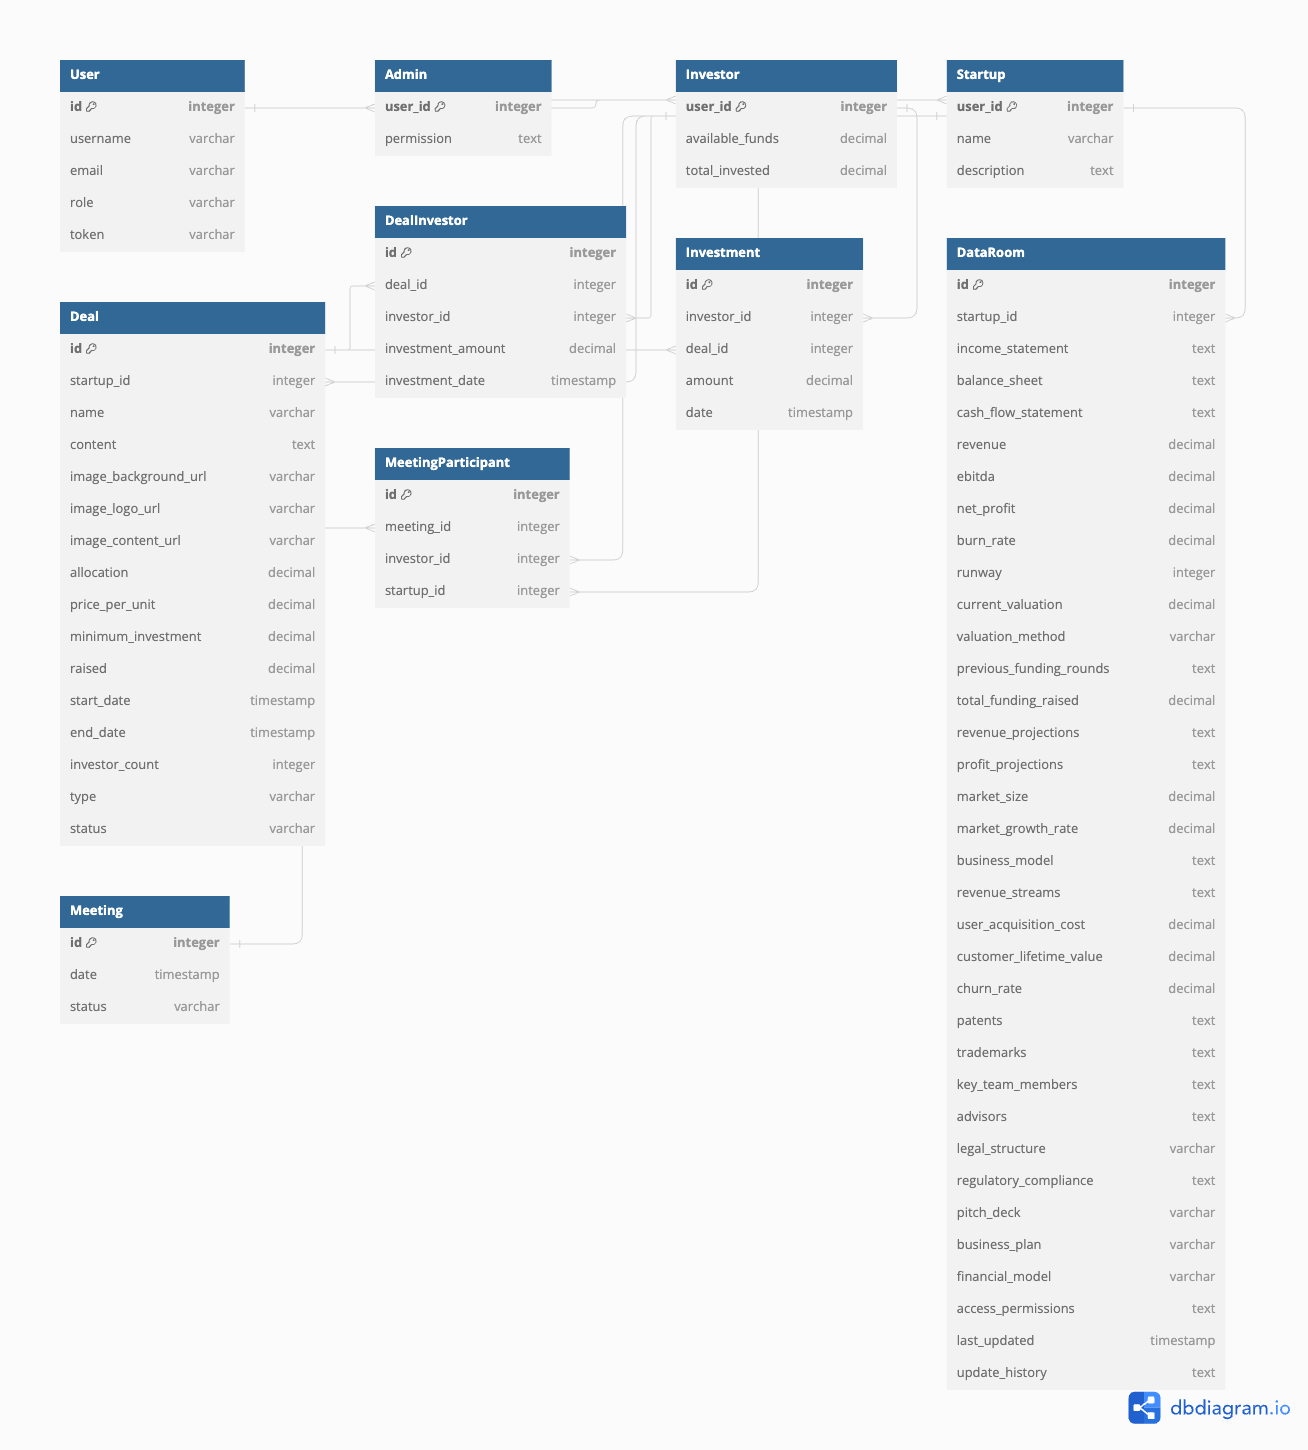 User
id integer
username varchar
email varchar
role varchar
token varchar
Admin
user_id integer
permission text
Investor
user_id integer
available_funds decimal
total_invested decimal
Startup
user_id integer
name varchar
description text
DealInvestor
id integer
deal_id integer
investor_id integer
investment_amount decimal
investment_date timestamp
Investment
id integer
investor_id integer
deal_id integer
amount decimal
date timestamp
DataRoom
id integer
startup_id integer
income_statement text
balance_sheet text
cash_flow_statement text
revenue decimal
ebitda decimal
net_profit decimal
burn_rate decimal
runway integer
current_valuation decimal
valuation_method varchar
previous_funding_rounds text
total_funding_raised decimal
revenue_projections text
profit_projections text
market_size decimal
market_growth_rate decimal
business_model text
revenue_streams text
user_acquisition_cost decimal
customer_lifetime_value decimal
churn_rate decimal
patents text
trademarks text
key_team_members text
advisors text
legal_structure varchar
regulatory_compliance text
pitch_deck varchar
business_plan varchar
financial_model varchar
access_permissions text
last_updated timestamp
update_history text
Deal
id integer
startup_id integer
name varchar
content text
image_background_url varchar
image_logo_url varchar
image_content_url varchar
allocation decimal
price_per_unit decimal
minimum_investment decimal
raised decimal
start_date timestamp
end_date timestamp
investor_count integer
type varchar
status varchar
MeetingParticipant
id integer
meeting_id integer
investor_id integer
startup_id integer
Meeting
id integer
date timestamp
status varchar
dbdiagram.io